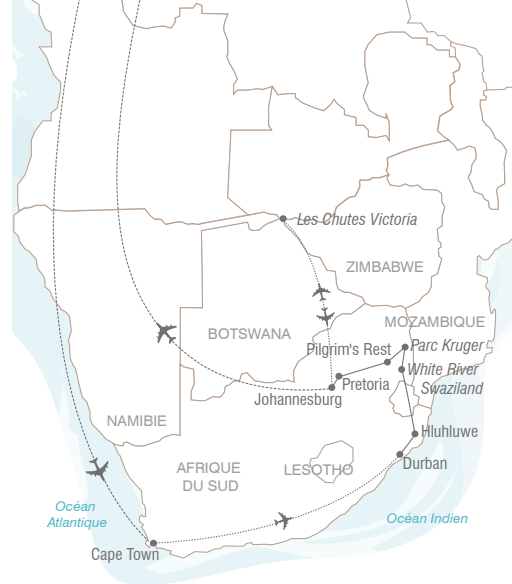 Les Chutes Victoria
ZIMBABWE
MOZAMBIQUE
BOTSWANA
Pilgrim's Rest
Parc Kruger
White River
Pretoria
Swaziland
Johannesburg
NAMIBIE
Hluhluwe
AFRIQUE
DU SUD
LESOTHO
Durban
Océan
Atlantique
Océan Indien
Cape Town